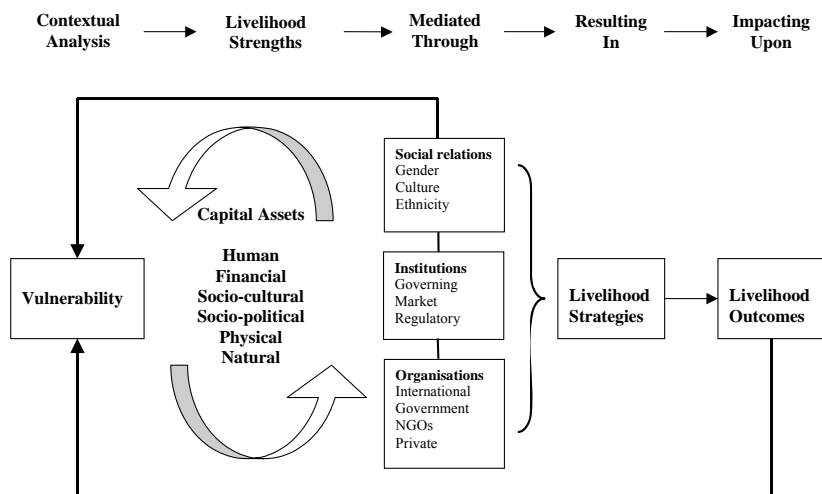 Contextual
Analysis
Livelihood
Strengths
Mediated
Through
Resulting
In
Impacting
Upon
Vulnerability
Capital Assets
Human
Financial
Socio-cultural
Socio-political
Physical
Natural
Social relations
Gender
Culture
Ethnicity
Institutions
Governing
Market
Regulatory
Organisations
International
Government
NGOs
Private
Livelihood
Strategies
Livelihood
Outcomes